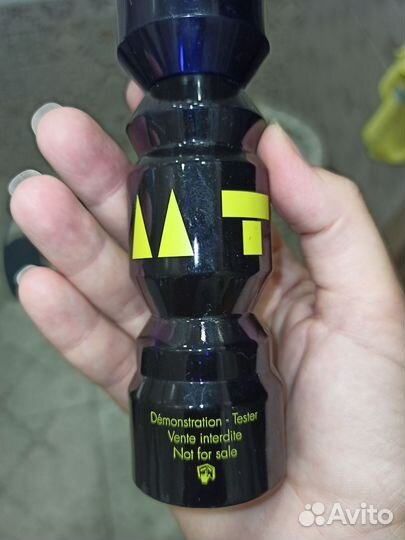 M T
Démonstration - Tester
Vente interdite
Not for sale
Avito